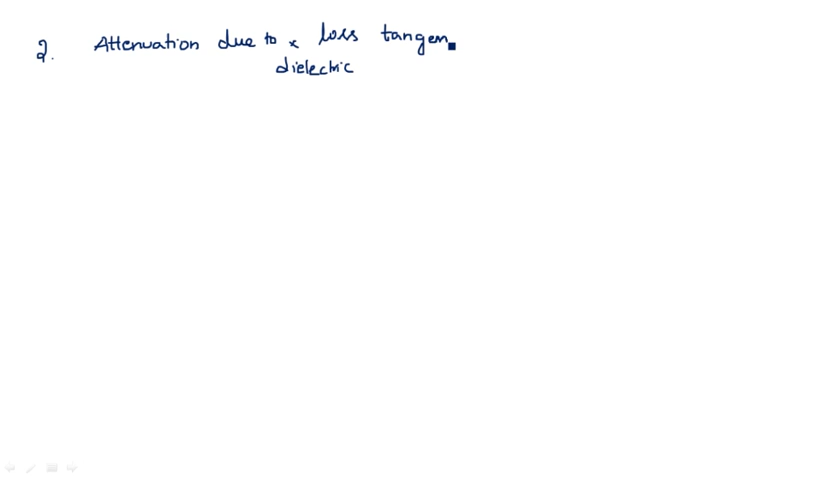 2. Attenuation due to x loss tangen
dielectric